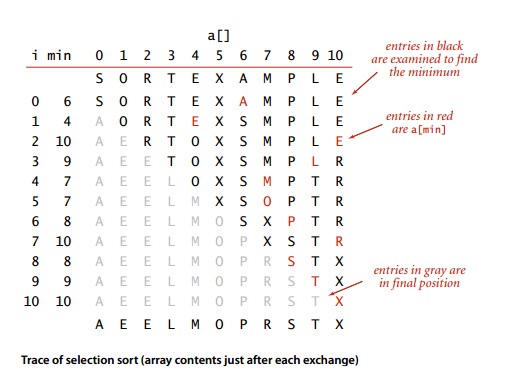 a[]
i min 0 1 2 3 4 5 6 7 8 9 10
S O R T E X A M P L E
0 6 S O R T E X A M P L E
1 4 A O R T E X S M P L E
2 10 A E R T O X S M P L E
3 9 A E E T O X S M P L R
4 7 A E E L O X S M P T R
5 7 A E E L M X S O P T R
6 8 A E E L M O S X P T R
7 10 A E E L M O P X S T R
8 8 A E E L M O P R S T X
9 9 A E E L M O P R S T X
10 10 A E E L M O P R S T X
A E E L M O P R S T X
entries in black
are examined to find
the minimum
entries in red
are a[min]
entries in gray are
in final position
Trace of selection sort (array contents just after each exchange)